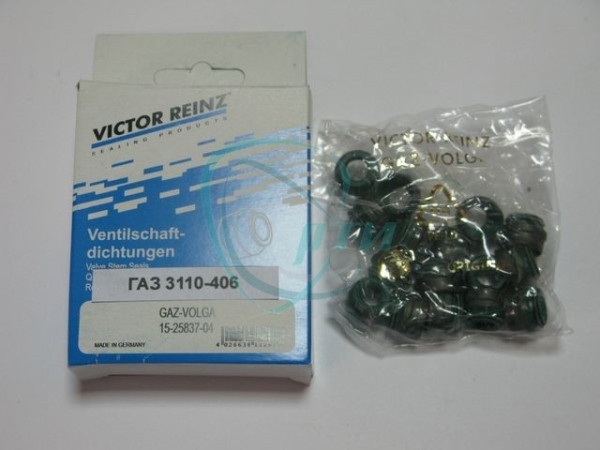 VICTOR REINZ
SEALING PRODUCTS
Ventilschaft-
dichtungen
Valve Stem Seals
ГАЗ 3110-406
GAZ-VOLGA
15-25837-04
MADE IN GERMANY
VICTOR REINZ
GAZ-VOLG